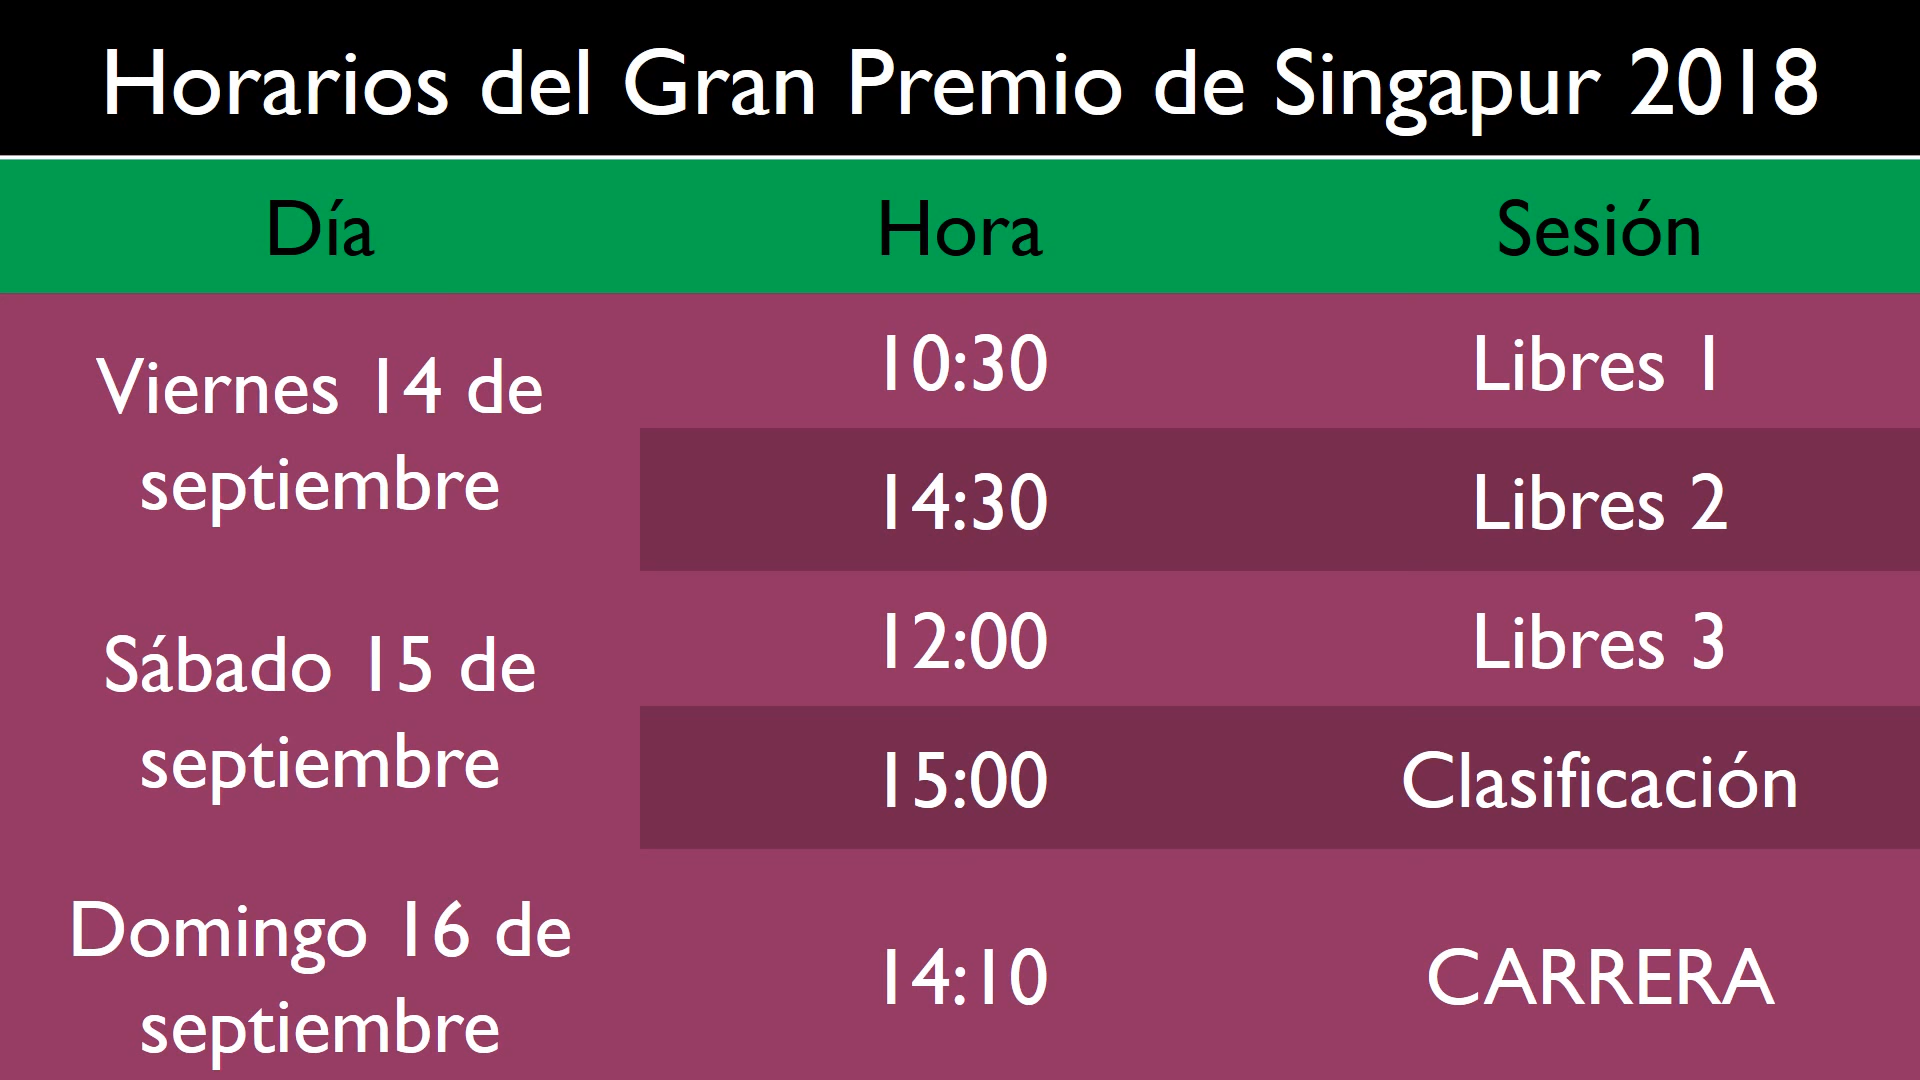 Horarios del Gran Premio de Singapur 2018
Día Hora Sesión
Viernes 14 de
septiembre
10:30 Libres 1
14:30 Libres 2
Sábado 15 de
septiembre
12:00 Libres 3
15:00 Clasificación
Domingo 16 de
septiembre
14:10 CARRERA